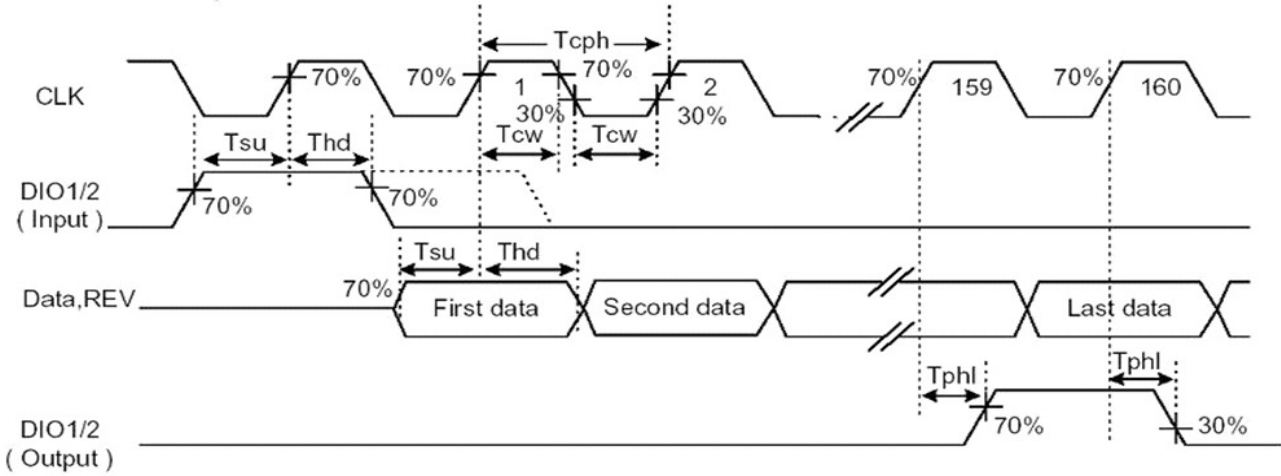 Tcph
CLK
70%
70%
1
70%
30%
2
30%
70%
159
70%
160
Tsu
Thd
Tcw
Tcw
DIO1/2
( Input )
70%
70%
Tsu
Thd
Data,REV
70%
First data
Second data
Last data
Tphl
Tphl
DIO1/2
( Output )
70%
30%